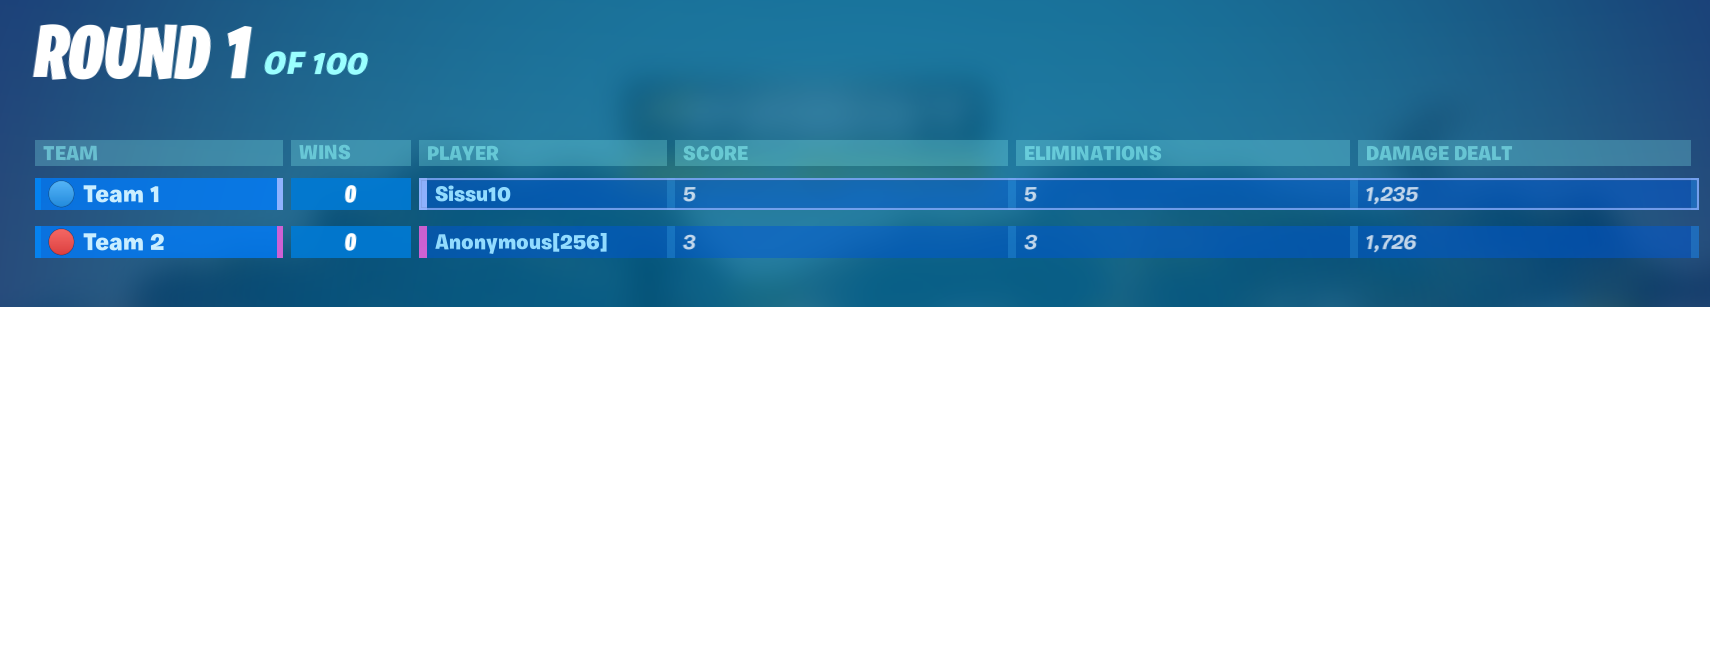 ROUND 1 OF 100
TEAM WINS PLAYER SCORE ELIMINATIONS DAMAGE DEALT
Team 1 0 Sissu10 5 5 1,235
Team 2 0 Anonymous[256] 3 3 1,726